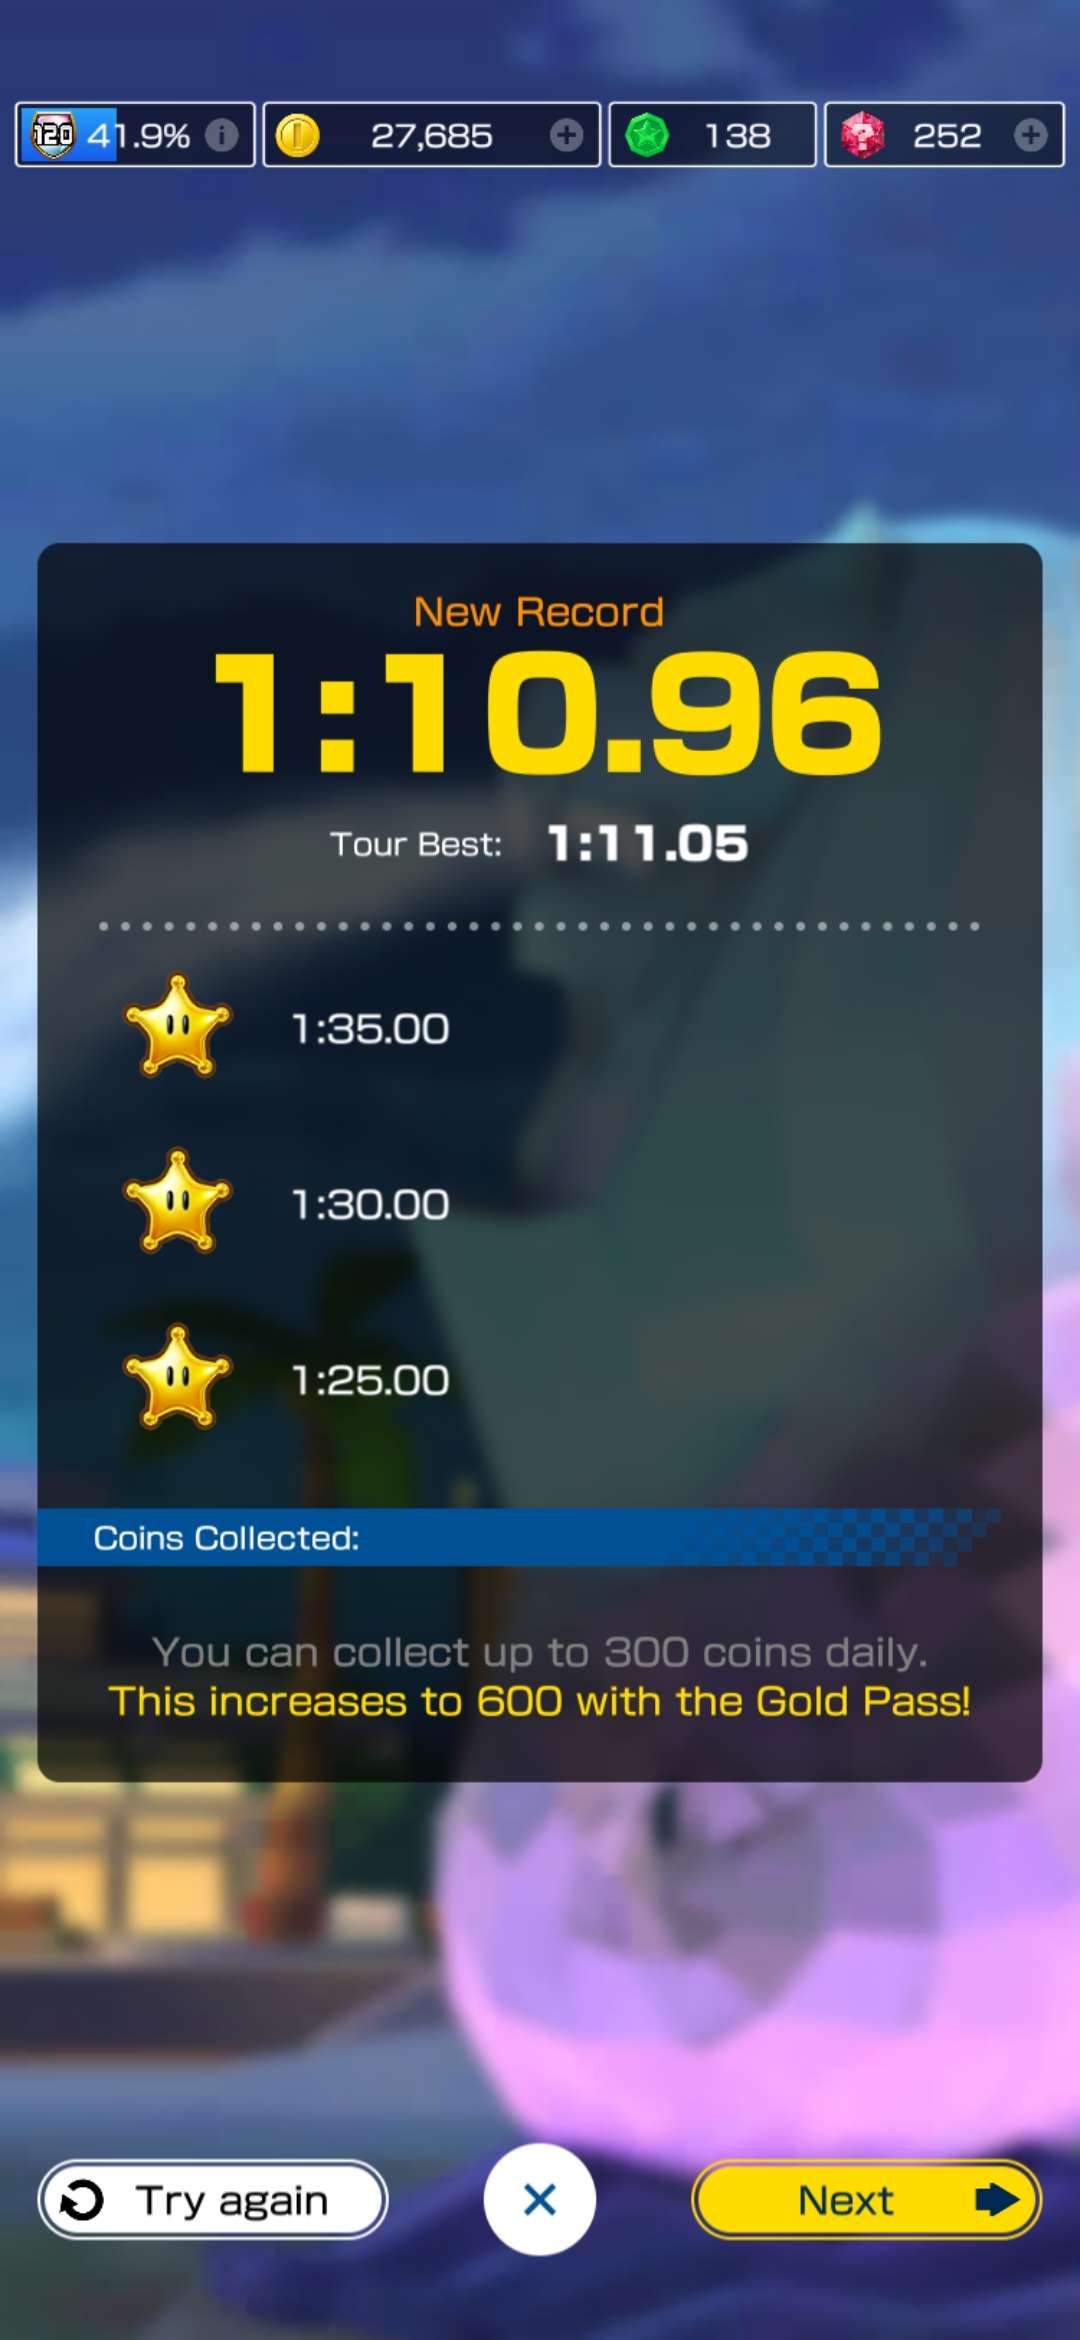 120 41.9% i 27,685 + 138 ? 252 +
New Record
1:10.96
Tour Best: 1:11.05
1:35.00
1:30.00
1:25.00
Coins Collected:
You can collect up to 300 coins daily.
This increases to 600 with the Gold Pass!
Try again × Next